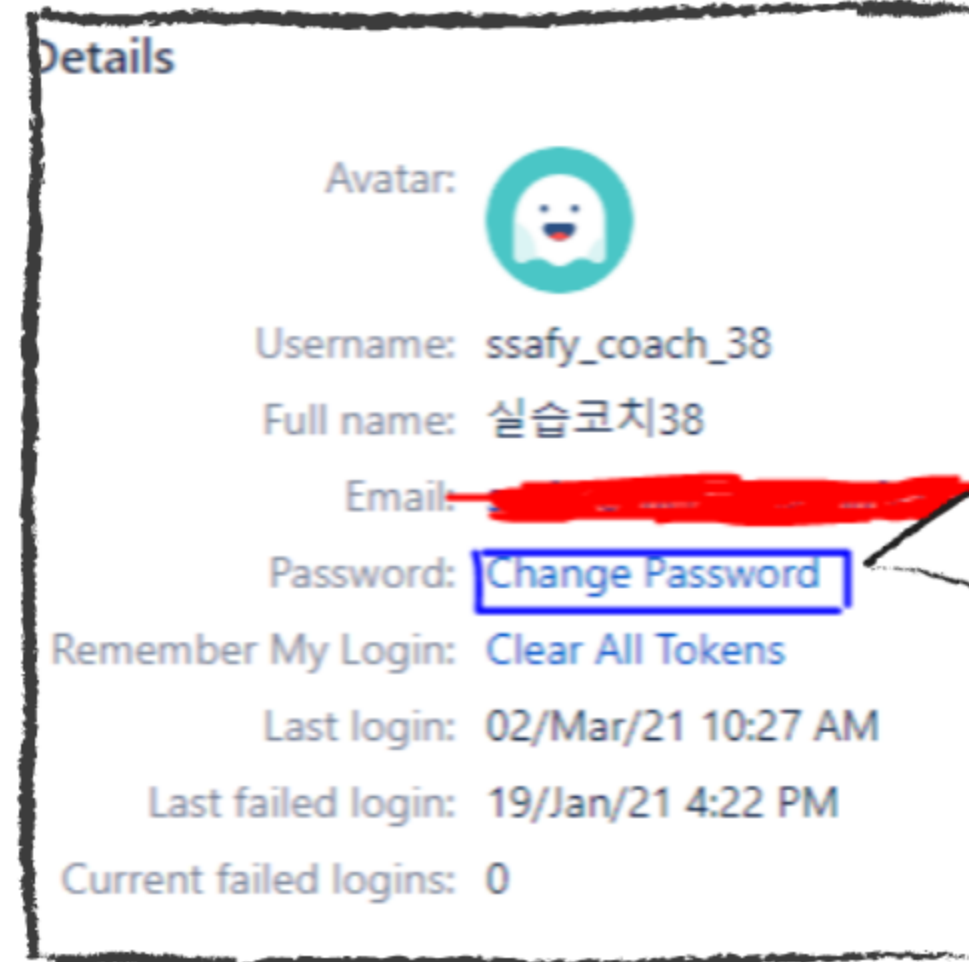 Details
Avatar:
Username: ssafy_coach_38
Full name: 실습코치38
Email:
Password: Change Password
Remember My Login: Clear All Tokens
Last login: 02/Mar/21 10:27 AM
Last failed login: 19/Jan/21 4:22 PM
Current failed logins: 0